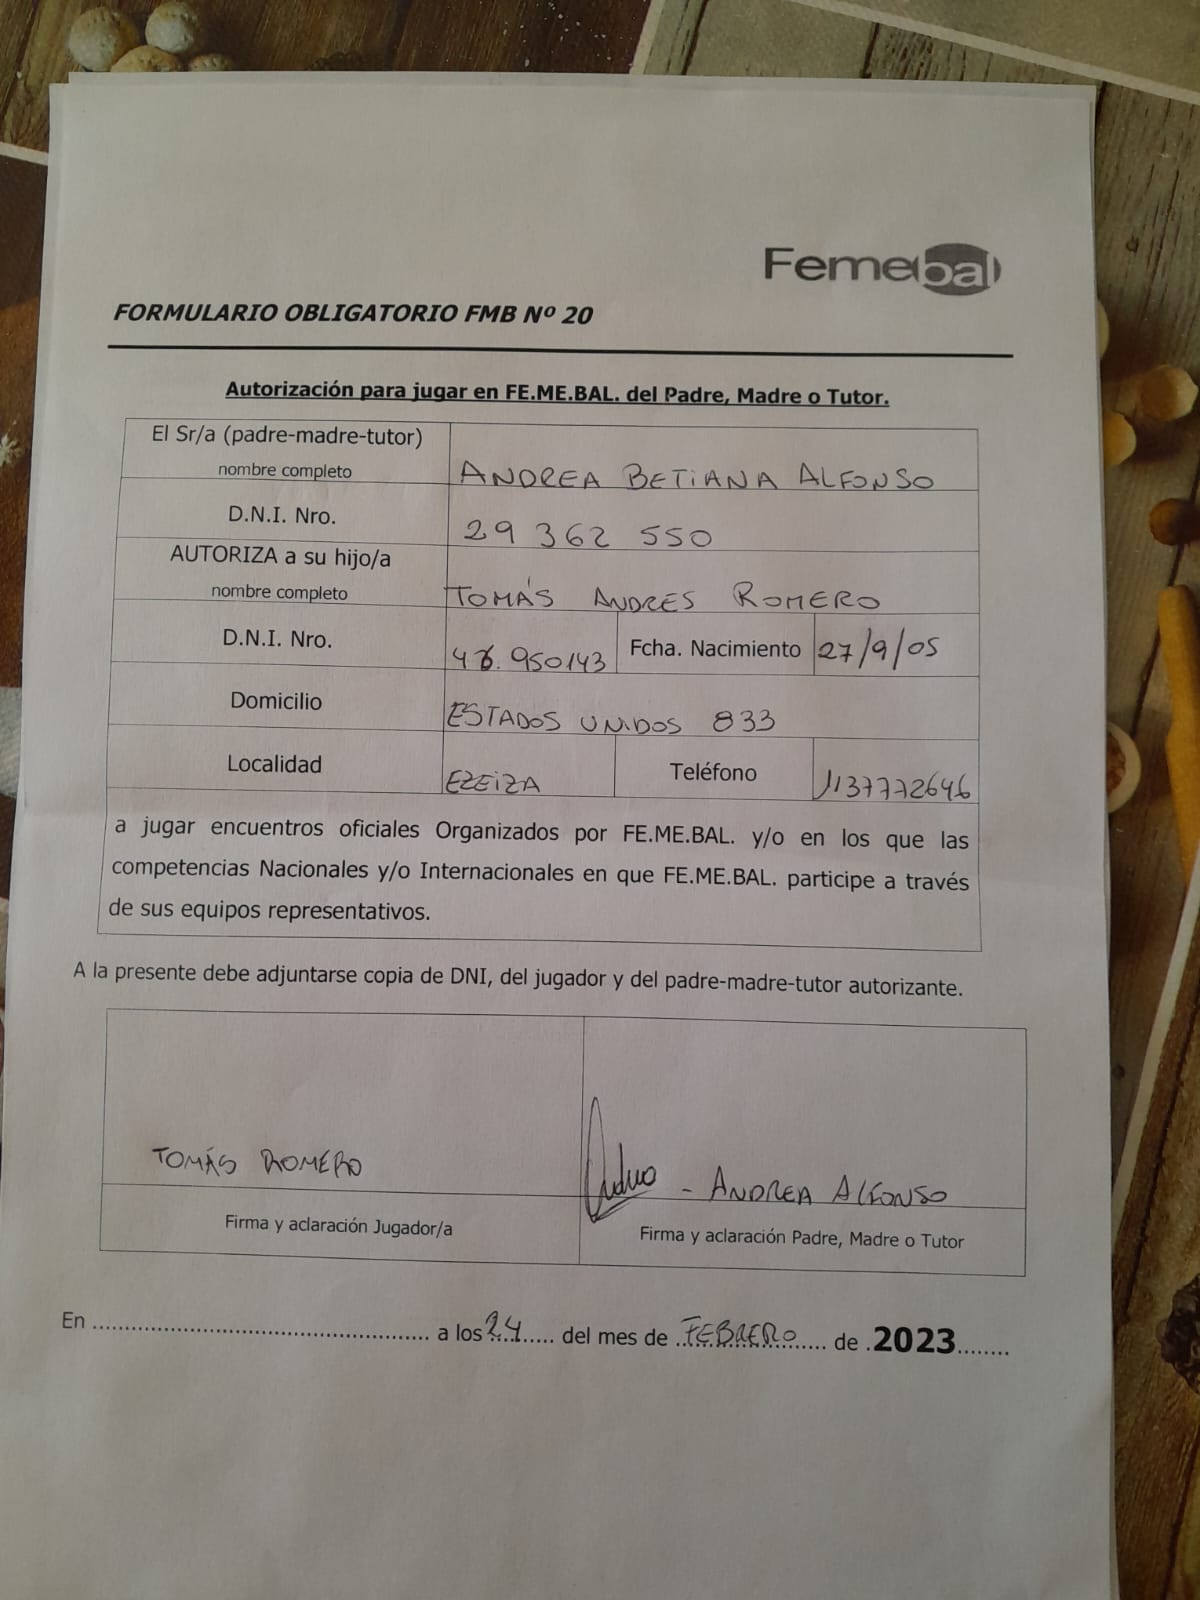 Femebal
FORMULARIO OBLIGATORIO FMB Nº 20
Autorización para jugar en FE.ME.BAL. del Padre, Madre o Tutor.
El Sr/a (padre-madre-tutor)
nombre completo
ANDREA BETIANA ALFONSO
D.N.I. Nro.
29 362 550
AUTORIZA a su hijo/a
nombre completo
TOMÁS ANDRES ROMERO
D.N.I. Nro.
Fcha. Nacimiento 27/9/05
Domicilio
ESTADOS UNIDOS 833
Localidad
EZEIZA
Teléfono
1137772646
a jugar encuentros oficiales Organizados por FE.ME.BAL. y/o en los que las
competencias Nacionales y/o Internacionales en que FE.ME.BAL. participe a través
de sus equipos representativos.
A la presente debe adjuntarse copia de DNI, del jugador y del padre-madre-tutor autorizante.
TOMÁS ROMERO
- ANDREA ALFONSO
Firma y aclaración Jugador/a
Firma y aclaración Padre, Madre o Tutor
En .................................................... a los 24 ..... del mes de .FEBRERO..... de .2023........